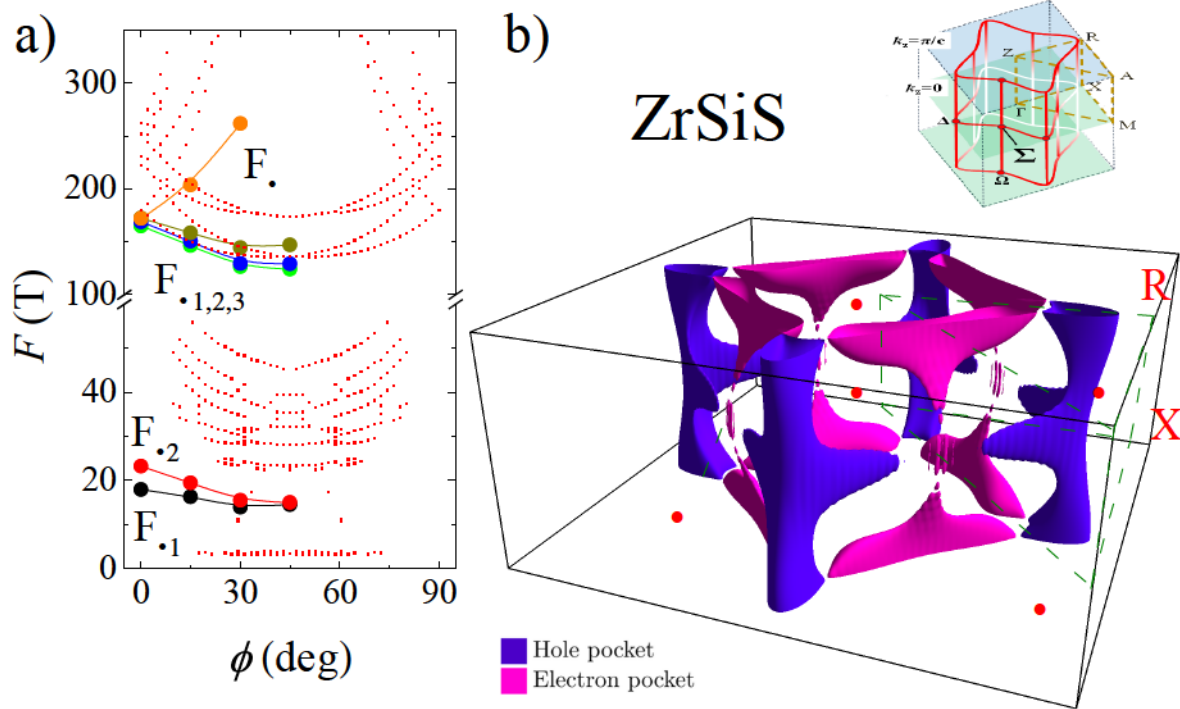 a)
F (T)
300
200
100
40
20
0
F•
F•1,2,3
F•2
F•1
0
30
60
90
ϕ (deg)
b)
ZrSiS
kz=π/c
kz=0
Z
R
A
X
Γ
M
Δ
Σ
Ω
R
X
Hole pocket
Electron pocket